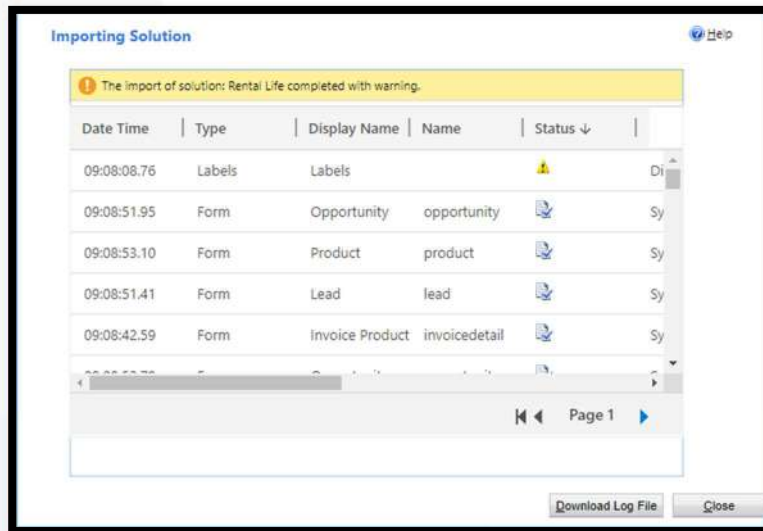 Importing Solution
Help
The import of solution: Rental Life completed with warning.
Date Time Type Display Name Name Status ↓
09:08:08.76 Labels Labels Di
09:08:51.95 Form Opportunity opportunity Sy
09:08:53.10 Form Product product Sy
09:08:51.41 Form Lead lead Sy
09:08:42.59 Form Invoice Product invoicedetail Sy
Page 1
Download Log File Close